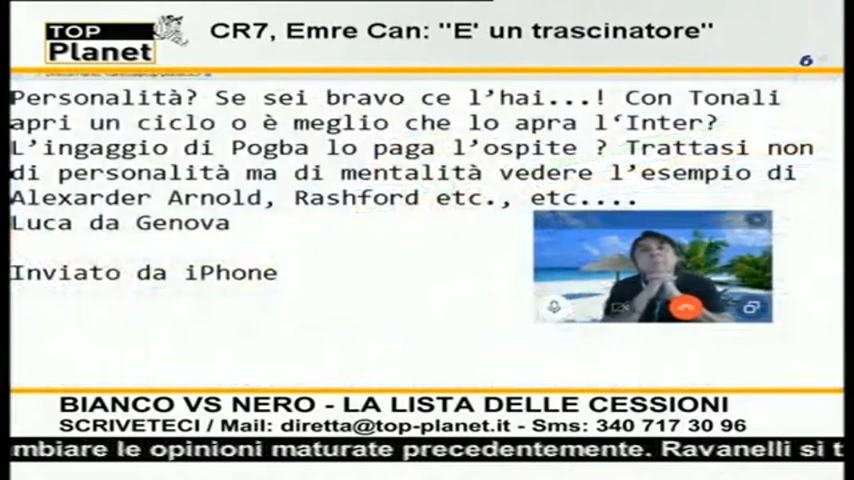 TOP
Planet
CR7, Emre Can: "E' un trascinatore"
6
Personalità? Se sei bravo ce l’hai...! Con Tonali
apri un ciclo o è meglio che lo apra l‘Inter?
L’ingaggio di Pogba lo paga l’ospite ? Trattasi non
di personalità ma di mentalità vedere l’esempio di
Alexarder Arnold, Rashford etc., etc....
Luca da Genova
Inviato da iPhone
BIANCO VS NERO - LA LISTA DELLE CESSIONI
SCRIVETECI / Mail: diretta@top-planet.it - Sms: 340 717 30 96
mbiare le opinioni maturate precedentemente. Ravanelli si t